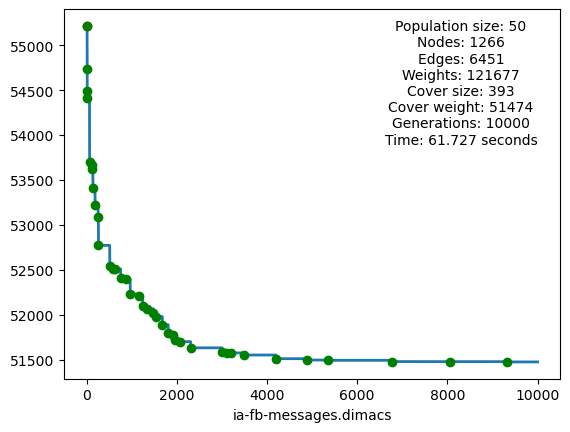 Population size: 50
Nodes: 1266
Edges: 6451
Weights: 121677
Cover size: 393
Cover weight: 51474
Generations: 10000
Time: 61.727 seconds
55000
54500
54000
53500
53000
52500
52000
51500
0 2000 4000 6000 8000 10000
ia-fb-messages.dimacs